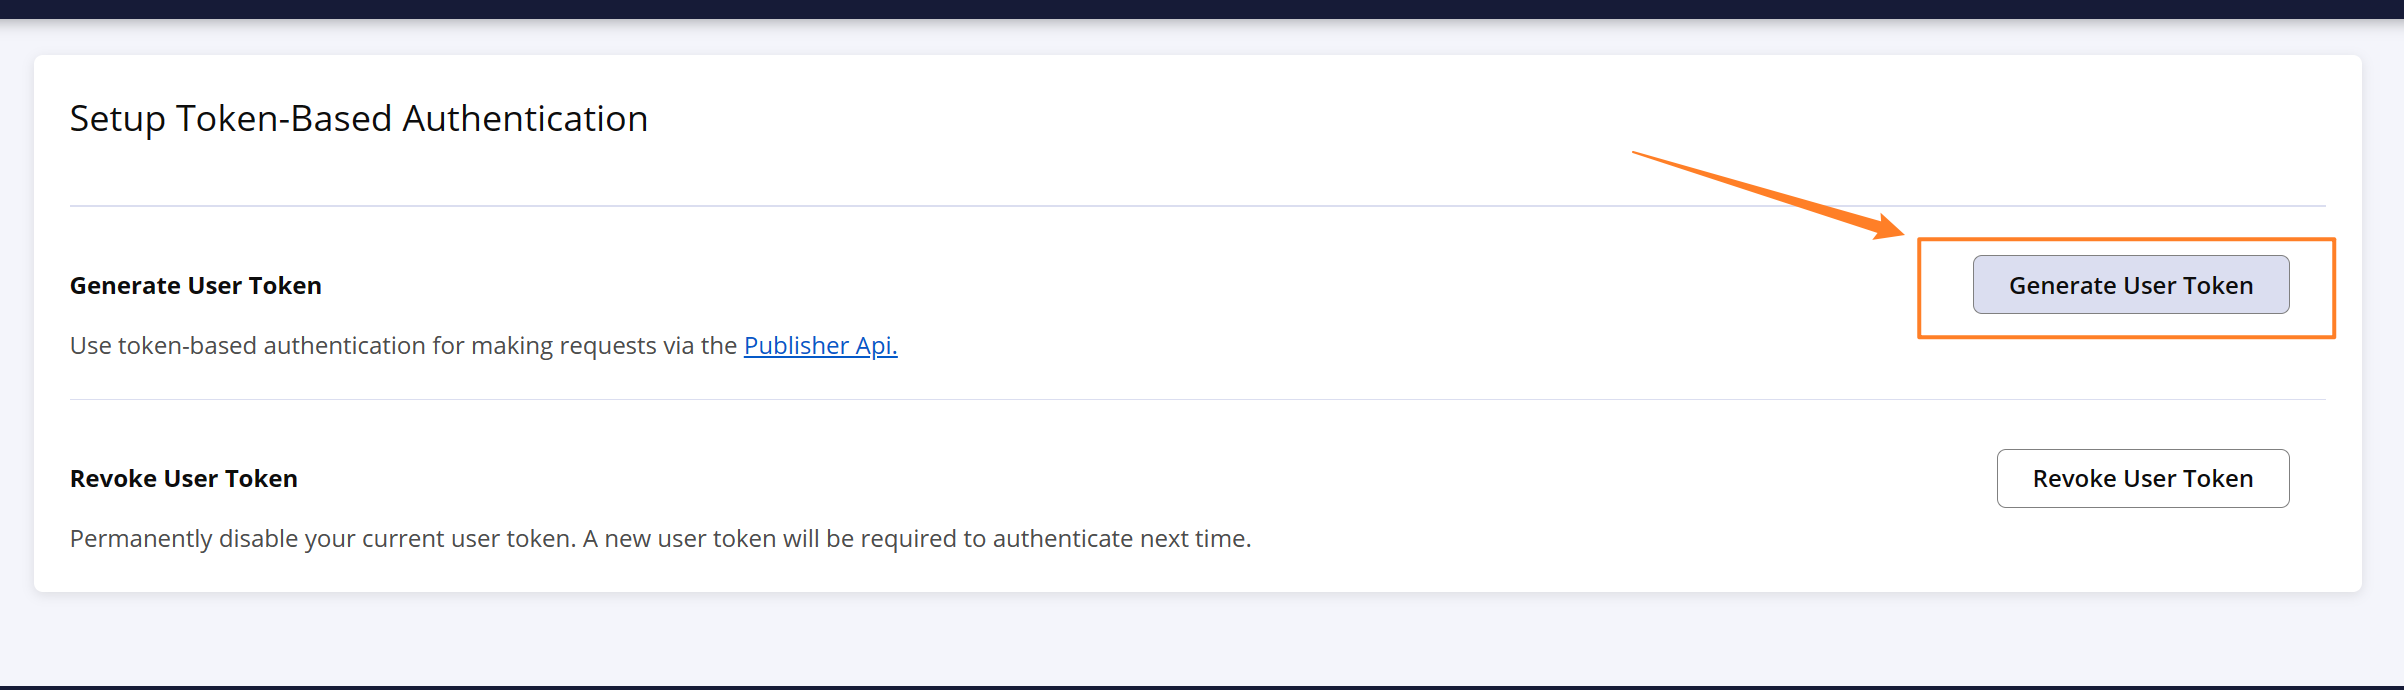 Setup Token-Based Authentication
Generate User Token
Generate User Token
Use token-based authentication for making requests via the Publisher Api.
Revoke User Token
Revoke User Token
Permanently disable your current user token. A new user token will be required to authenticate next time.